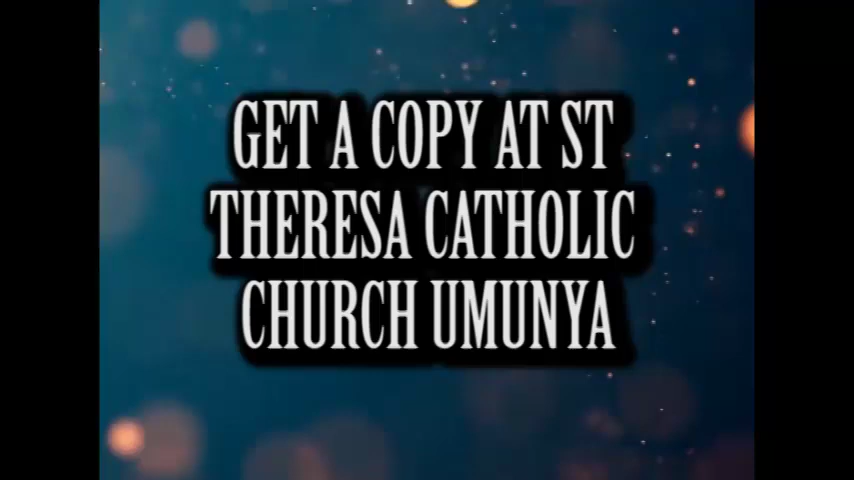 GET A COPY AT ST
THERESA CATHOLIC
CHURCH UMUNYA